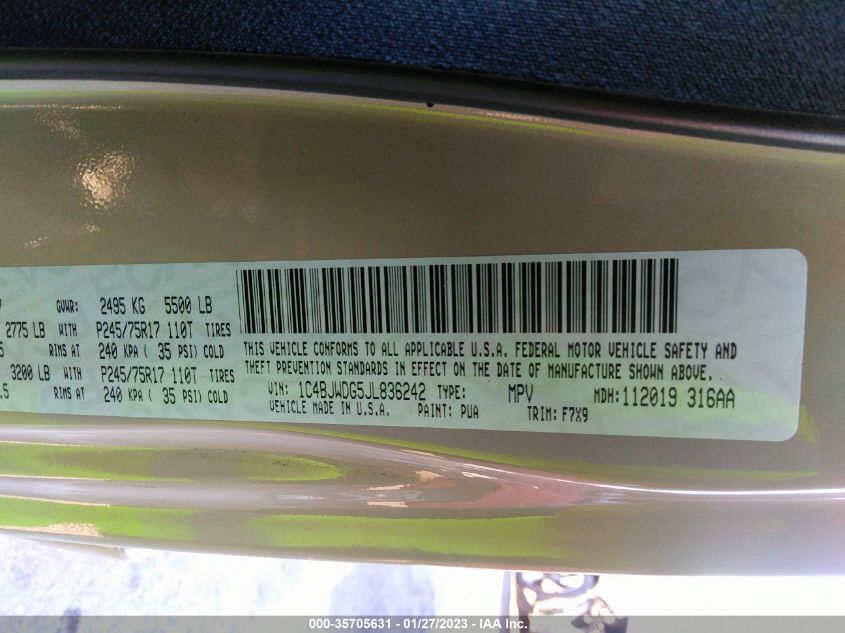 GVWR: 2495 KG 5500 LB
2775 LB WITH P245/75R17 110T TIRES
RIMS AT 240 KPA ( 35 PSI) COLD
3200 LB WITH P245/75R17 110T TIRES
.5 RIMS AT 240 KPA ( 35 PSI) COLD
THIS VEHICLE CONFORMS TO ALL APPLICABLE U.S.A. FEDERAL MOTOR VEHICLE SAFETY AND
THEFT PREVENTION STANDARDS IN EFFECT ON THE DATE OF MANUFACTURE SHOWN ABOVE.
VIN: 1C4BJWDG5JL836242 TYPE: MPV MDH:112019 316AA
VEHICLE MADE IN U.S.A. PAINT: PUA TRIM: F7X9
000-35705631 - 01/27/2023 - IAA Inc.